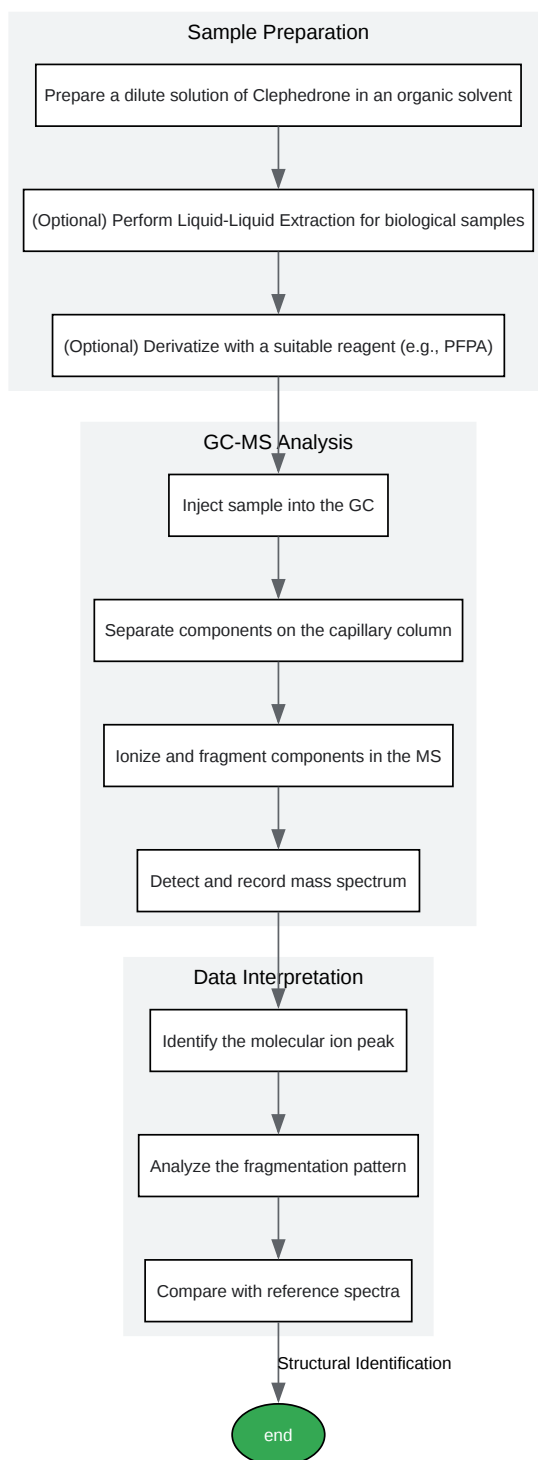 Sample Preparation
Prepare a dilute solution of Clephedrone in an organic solvent
(Optional) Perform Liquid-Liquid Extraction for biological samples
(Optional) Derivatize with a suitable reagent (e.g., PFPA)
GC-MS Analysis
Inject sample into the GC
Separate components on the capillary column
Ionize and fragment components in the MS
Detect and record mass spectrum
Data Interpretation
Identify the molecular ion peak
Analyze the fragmentation pattern
Compare with reference spectra
Structural Identification
end